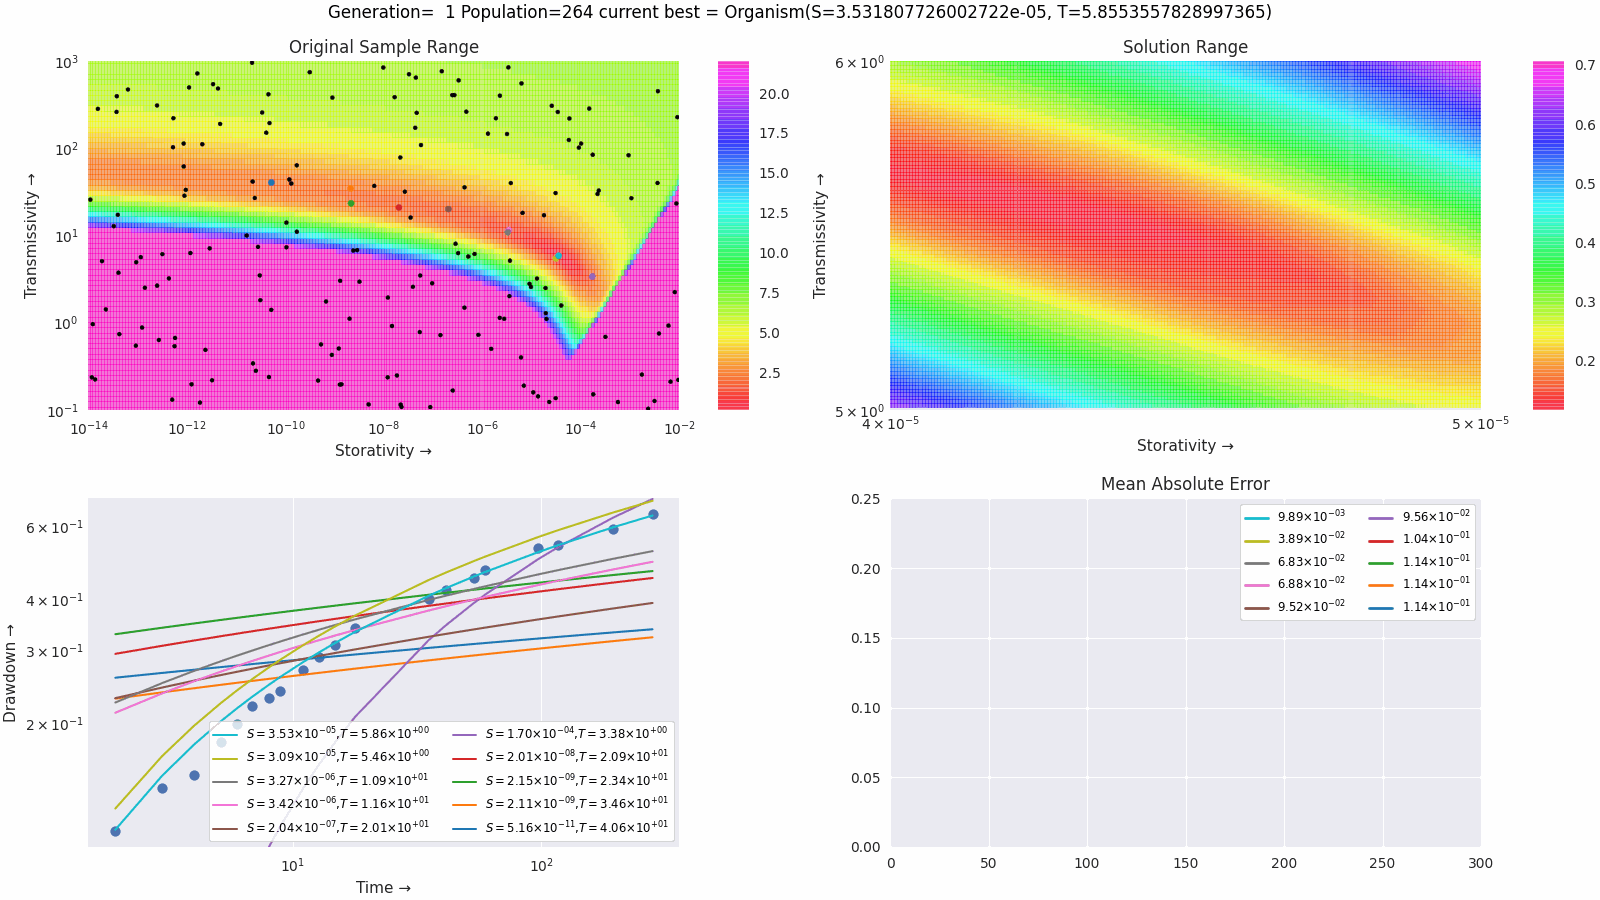 Generation=  1 Population=264 current best = Organism(S=3.531807726002722e-05, T=5.8553557828997365)
Original Sample Range
10³
10²
10¹
10⁰
10⁻¹
Transmissivity →
10⁻¹⁴
10⁻¹²
10⁻¹⁰
10⁻⁸
10⁻⁶
10⁻⁴
10⁻²
Storativity →
20.0
17.5
15.0
12.5
10.0
7.5
5.0
2.5
Solution Range
6 × 10⁰
5 × 10⁰
Transmissivity →
4 × 10⁻⁵
5 × 10⁻⁵
Storativity →
0.7
0.6
0.5
0.4
0.3
0.2
6 × 10⁻¹
4 × 10⁻¹
3 × 10⁻¹
2 × 10⁻¹
Drawdown →
S = 3.53×10⁻⁰⁵,T = 5.86×10⁺⁰⁰
S = 3.09×10⁻⁰⁵,T = 5.46×10⁺⁰⁰
S = 3.27×10⁻⁰⁶,T = 1.09×10⁺⁰¹
S = 3.42×10⁻⁰⁶,T = 1.16×10⁺⁰¹
S = 2.04×10⁻⁰⁷,T = 2.01×10⁺⁰¹
S = 1.70×10⁻⁰⁴,T = 3.38×10⁺⁰⁰
S = 2.01×10⁻⁰⁸,T = 2.09×10⁺⁰¹
S = 2.15×10⁻⁰⁹,T = 2.34×10⁺⁰¹
S = 2.11×10⁻⁰⁹,T = 3.46×10⁺⁰¹
S = 5.16×10⁻¹¹,T = 4.06×10⁺⁰¹
10¹
10²
Time →
Mean Absolute Error
0.25
0.20
0.15
0.10
0.05
0.00
9.89×10⁻⁰³
3.89×10⁻⁰²
6.83×10⁻⁰²
6.88×10⁻⁰²
9.52×10⁻⁰²
9.56×10⁻⁰²
1.04×10⁻⁰¹
1.14×10⁻⁰¹
1.14×10⁻⁰¹
1.14×10⁻⁰¹
0
50
100
150
200
250
300